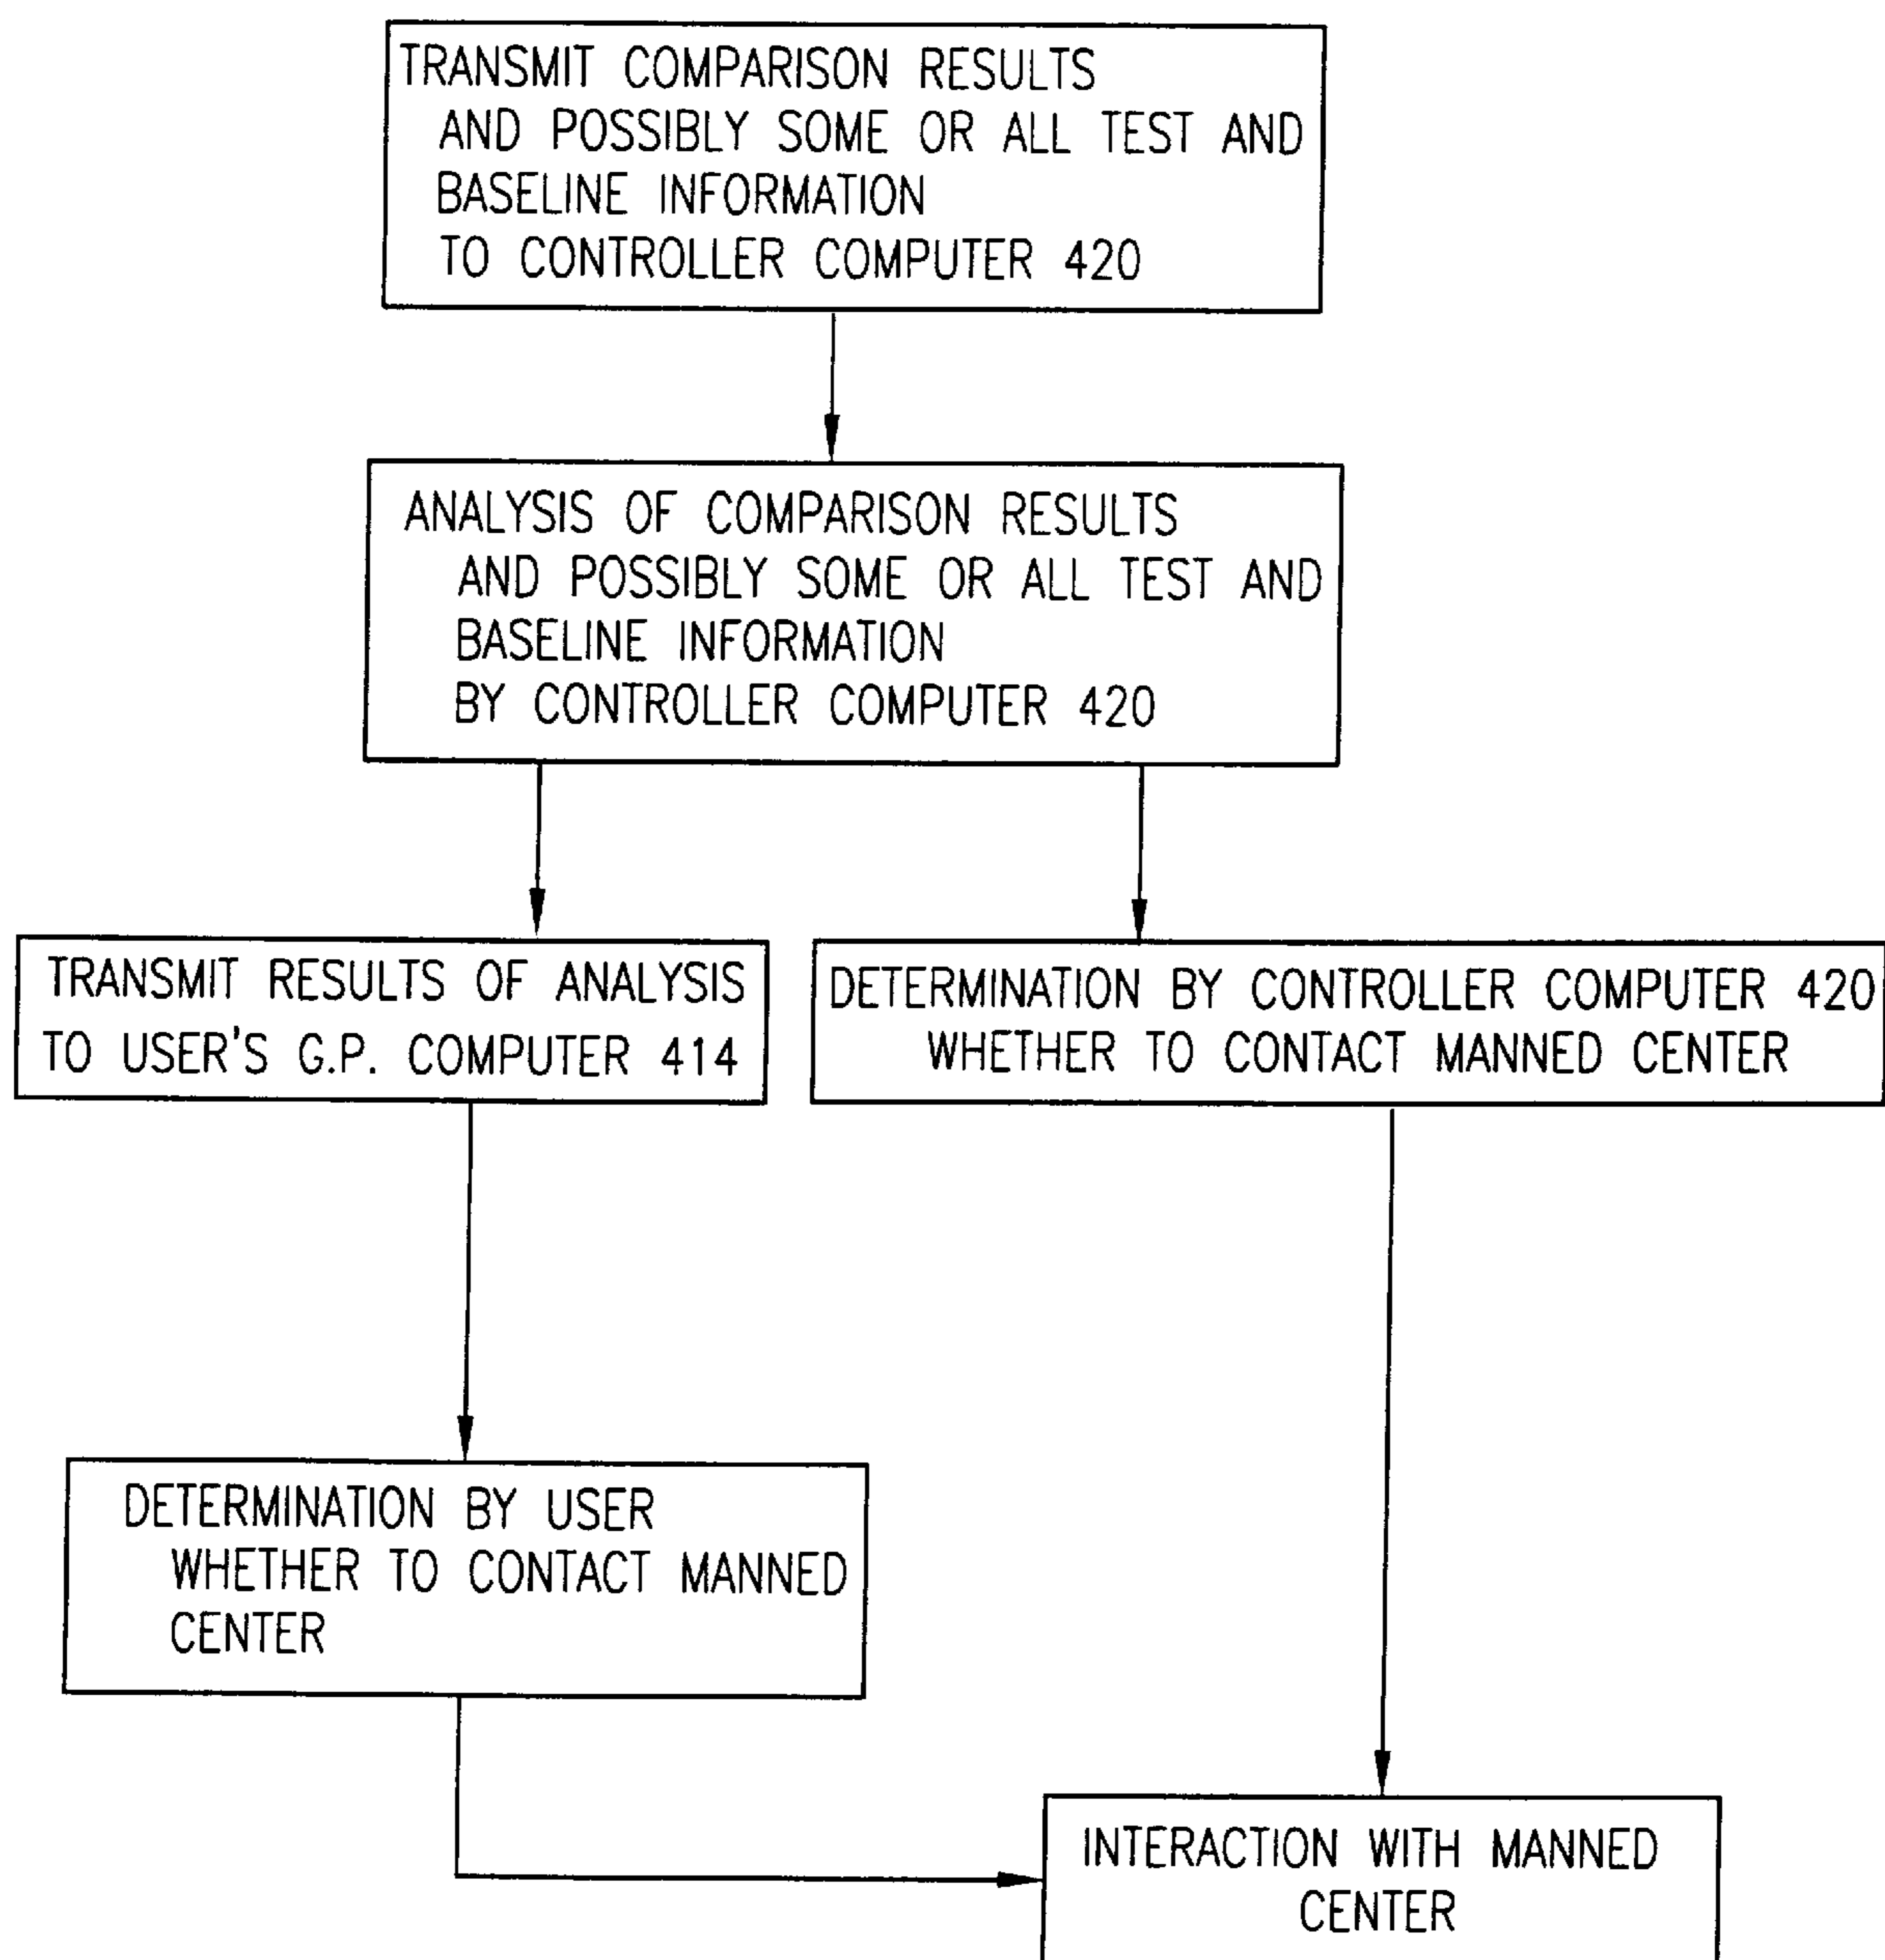 TRANSMIT COMPARISON RESULTS
AND POSSIBLY SOME OR ALL TEST AND
BASELINE INFORMATION
TO CONTROLLER COMPUTER 420
ANALYSIS OF COMPARISON RESULTS
AND POSSIBLY SOME OR ALL TEST AND
BASELINE INFORMATION
BY CONTROLLER COMPUTER 420
TRANSMIT RESULTS OF ANALYSIS
TO USER'S G.P. COMPUTER 414
DETERMINATION BY CONTROLLER COMPUTER 420
WHETHER TO CONTACT MANNED CENTER
DETERMINATION BY USER
WHETHER TO CONTACT MANNED
CENTER
INTERACTION WITH MANNED
CENTER